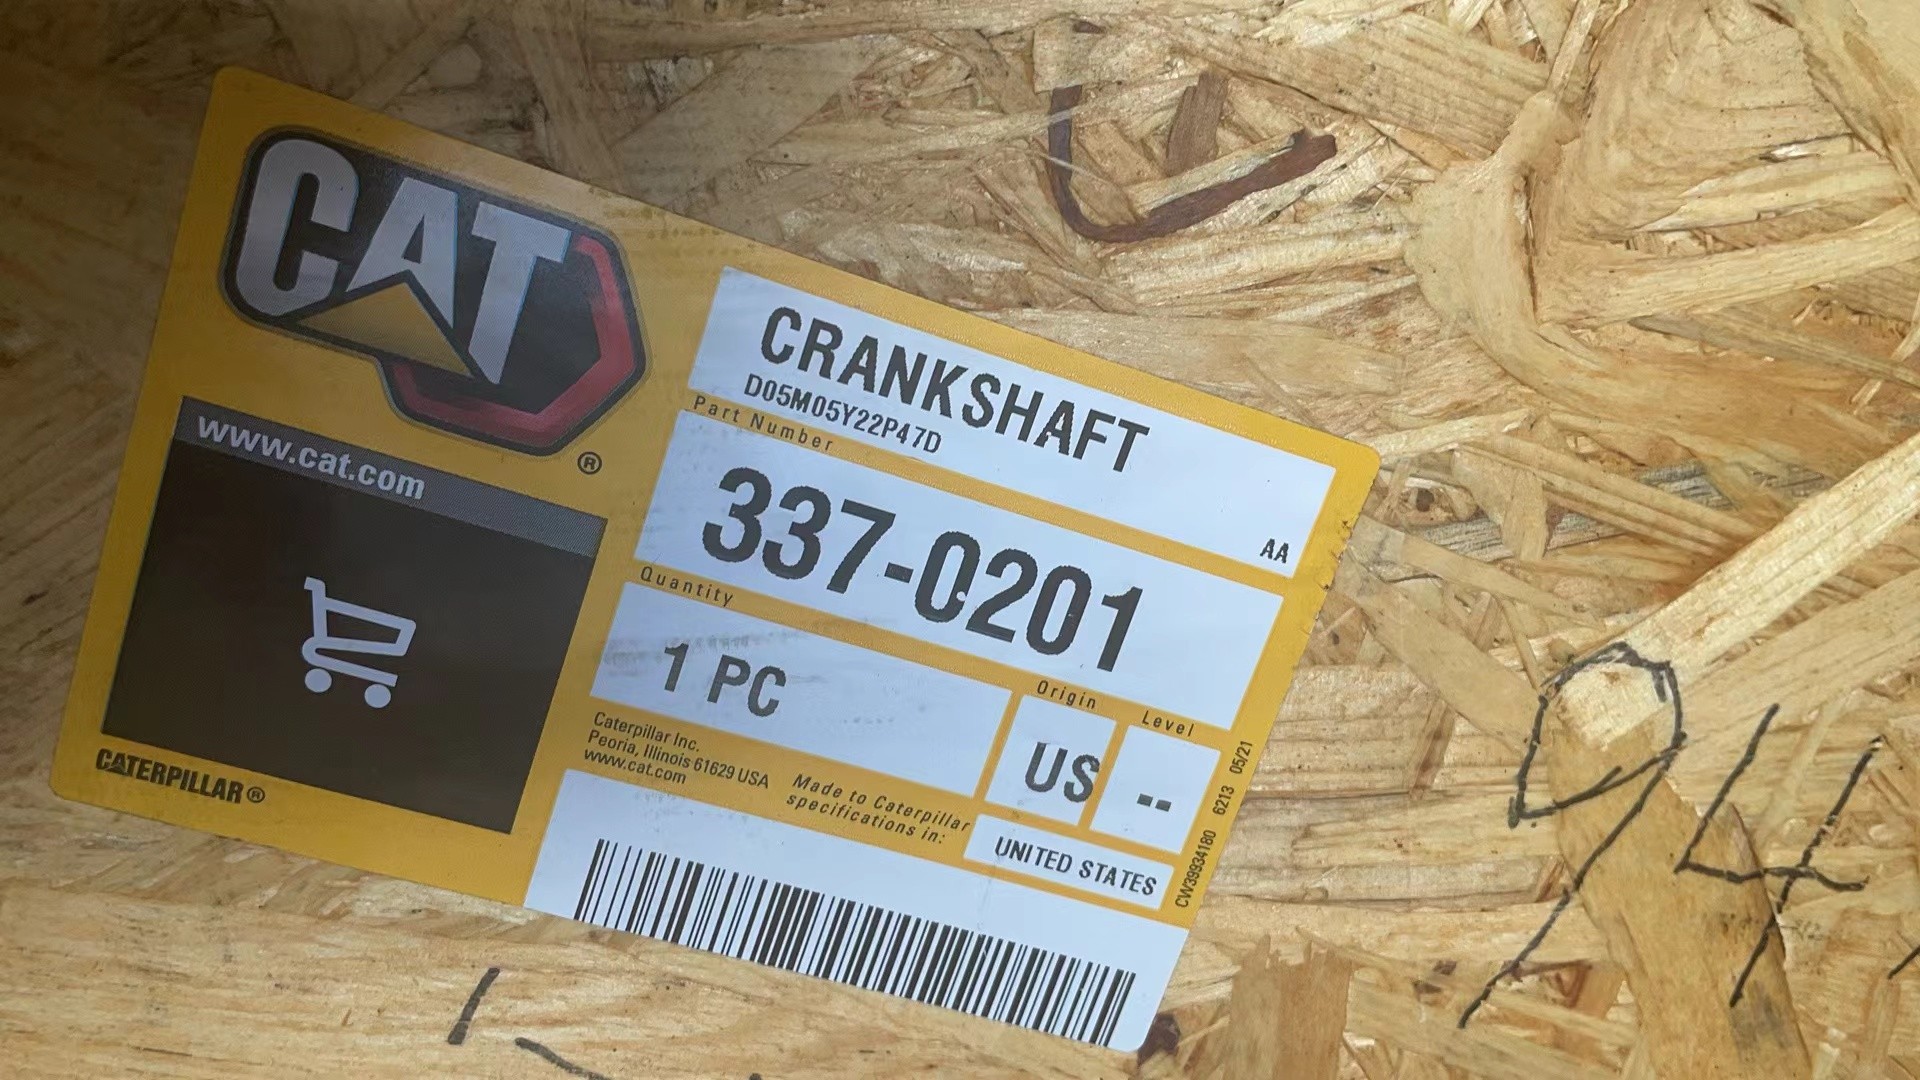 CAT
®
www.cat.com
CATERPILLAR®
CRANKSHAFT
D05M05Y22P47D
AA
Part Number
337-0201
Quantity
1 PC
Origin
US
Level
--
Caterpillar Inc.
Peoria, Illinois 61629 USA
www.cat.com
Made to Caterpillar
specifications in:
UNITED STATES
CW39934180 6213 05/21
94